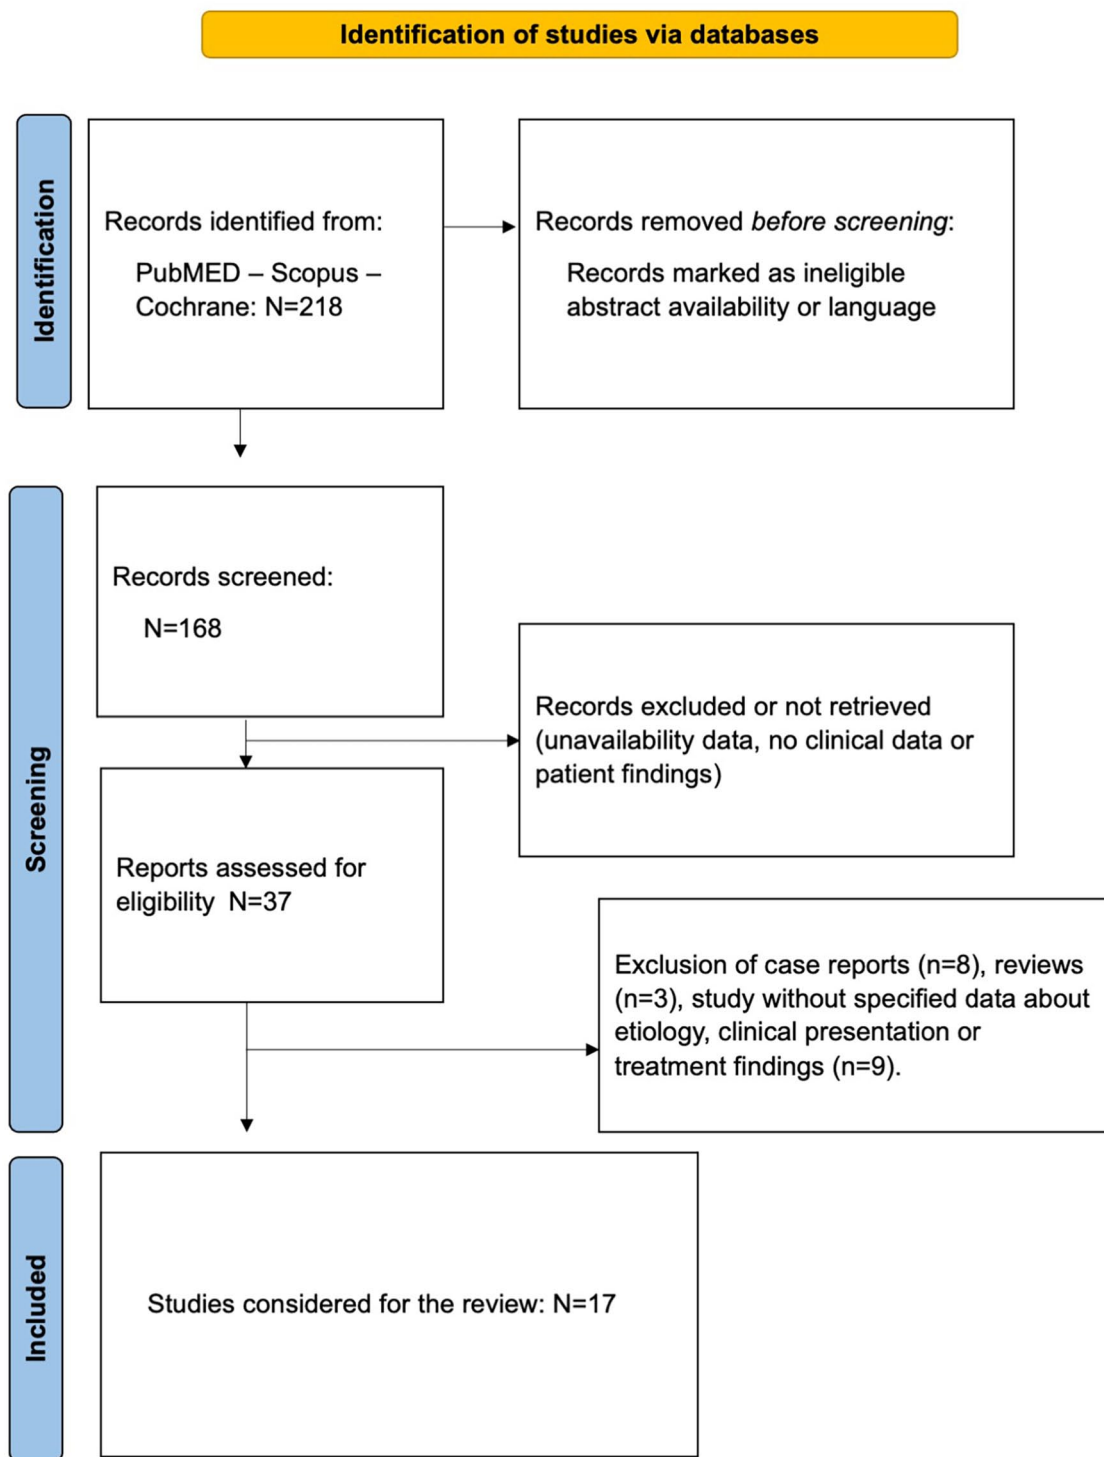 Identification of studies via databases
Identification
Records identified from:
PubMED – Scopus –
Cochrane: N=218
Records removed before screening:
Records marked as ineligible
abstract availability or language
Screening
Records screened:
N=168
Records excluded or not retrieved
(unavailability data, no clinical data or
patient findings)
Reports assessed for
eligibility  N=37
Exclusion of case reports (n=8), reviews
(n=3), study without specified data about
etiology, clinical presentation or
treatment findings (n=9).
Included
Studies considered for the review: N=17